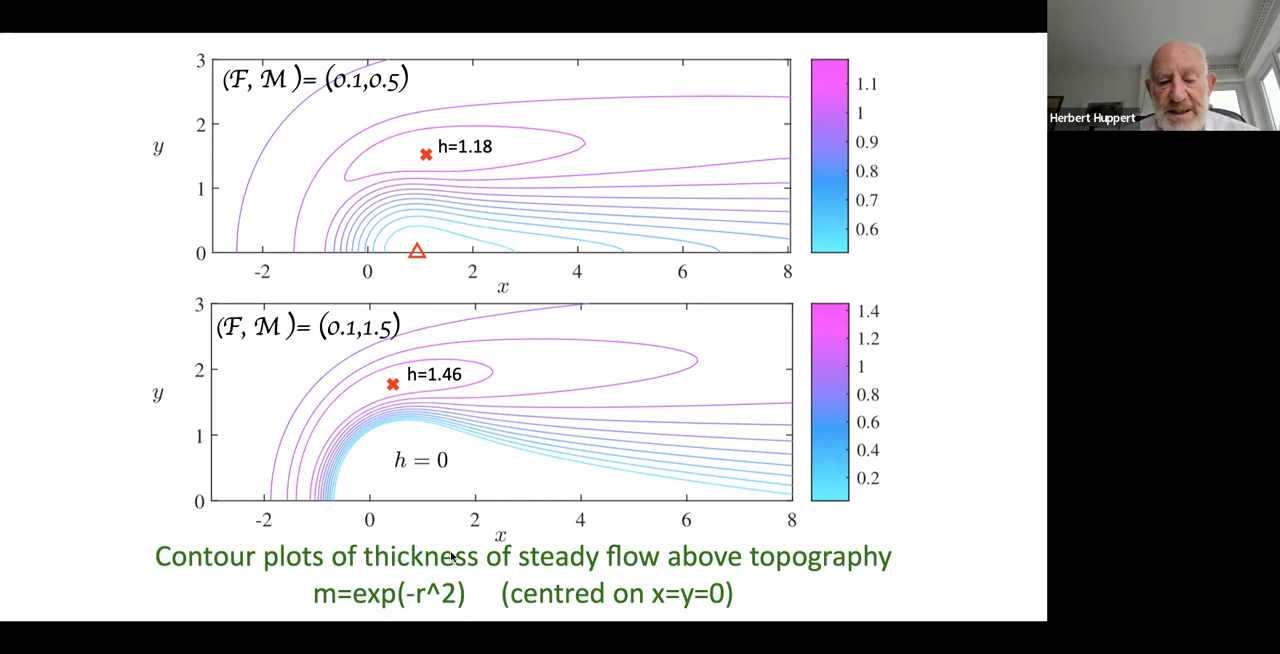 (F, M)= (0.1,0.5)
3
2
1
0
y
h=1.18
-2
0
2
4
6
8
x
1.1
1
0.9
0.8
0.7
0.6
Herbert Huppert
(F, M)= (0.1,1.5)
3
2
1
0
y
h=1.46
h = 0
-2
0
2
4
6
8
x
1.4
1.2
1
0.8
0.6
0.4
0.2
Contour plots of thickness of steady flow above topography
m=exp(-r^2) (centred on x=y=0)